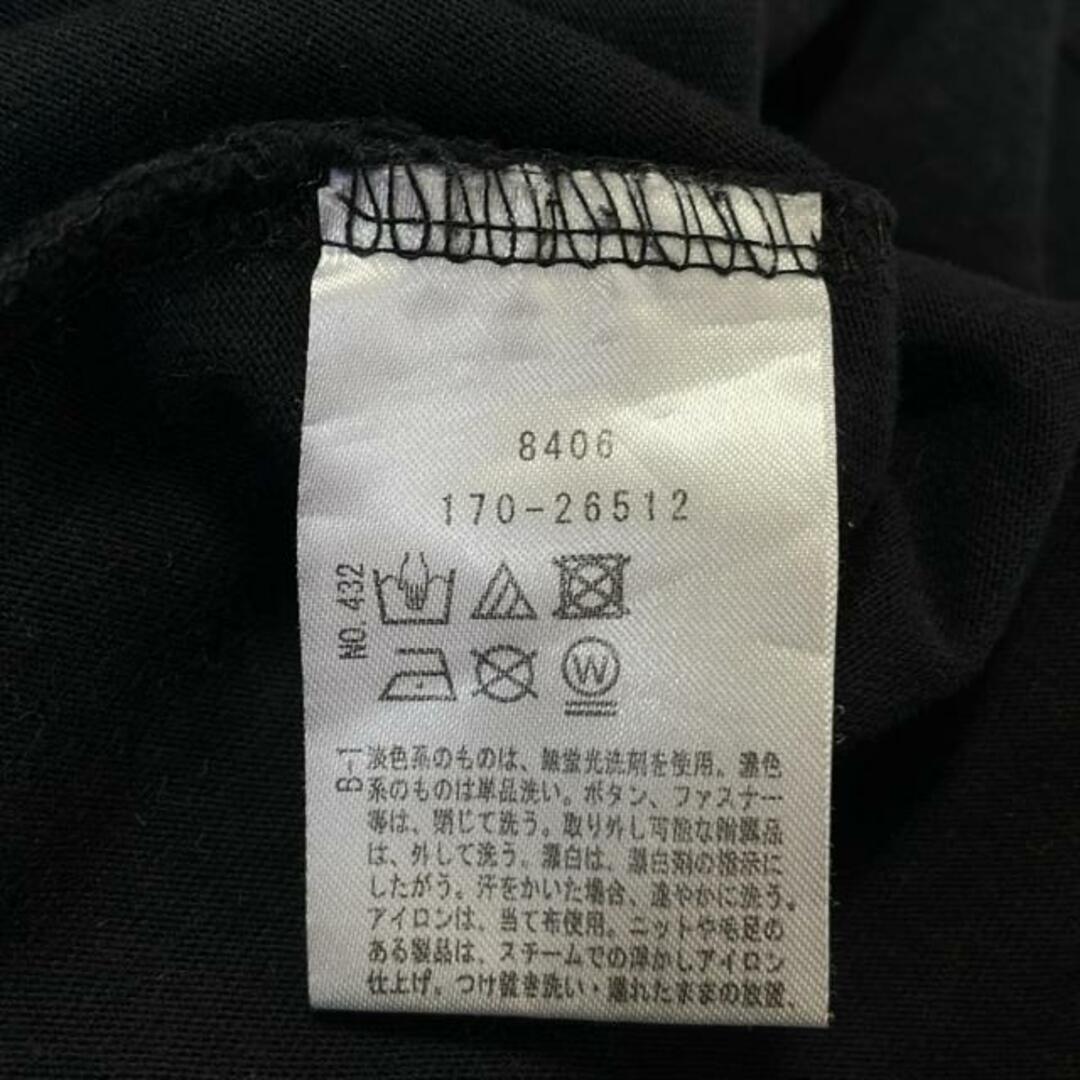 8406
170-26512
NO. 432
W
B-1
淡色系のものは、無蛍光洗剤を使用。濃色
系のものは単品洗い。ボタン、ファスナー
等は、閉じて洗う。取り外し可能な附属品
は、外して洗う。漂白は、漂白剤の指示に
したがう。汗をかいた場合、速やかに洗う。
アイロンは、当て布使用。ニットや毛足の
ある製品は、スチームでの浮かしアイロン
仕上げ。つけ置き洗い・濡れたままの放置、